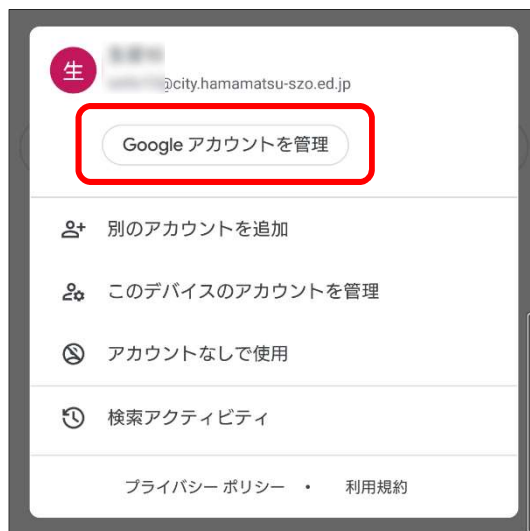 生
@city.hamamatsu-szo.ed.jp
Google アカウントを管理
別のアカウントを追加
このデバイスのアカウントを管理
アカウントなしで使用
検索アクティビティ
プライバシー ポリシー • 利用規約